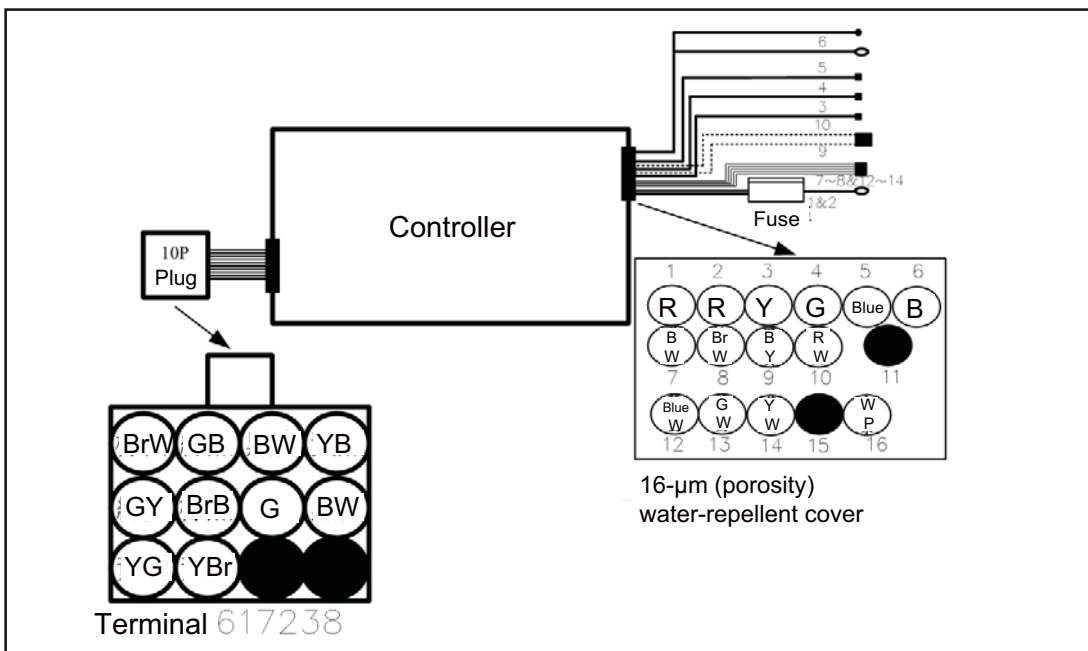 6
5
4
3
10
9
7~8&12~14
1&2
Fuse
Controller
10P
Plug
1 2 3 4 5 6
R R Y G Blue B
B Br B R
W W Y W
7 8 9 10 11
Blue G Y W
W W W P
12 13 14 15 16
16-μm (porosity)
water-repellent cover
BrW GB BW YB
GY BrB G BW
YG YBr
Terminal 617238